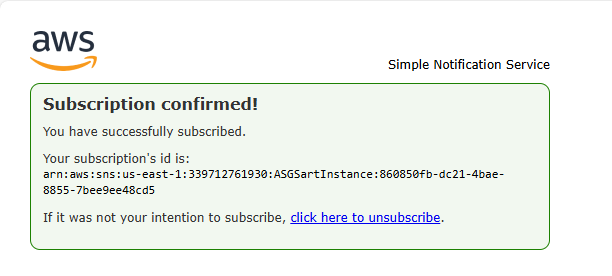 aws
Simple Notification Service
Subscription confirmed!
You have successfully subscribed.
Your subscription's id is:
arn:aws:sns:us-east-1:339712761930:ASGSartInstance:860850fb-dc21-4bae-
8855-7bee9ee48cd5
If it was not your intention to subscribe, click here to unsubscribe.